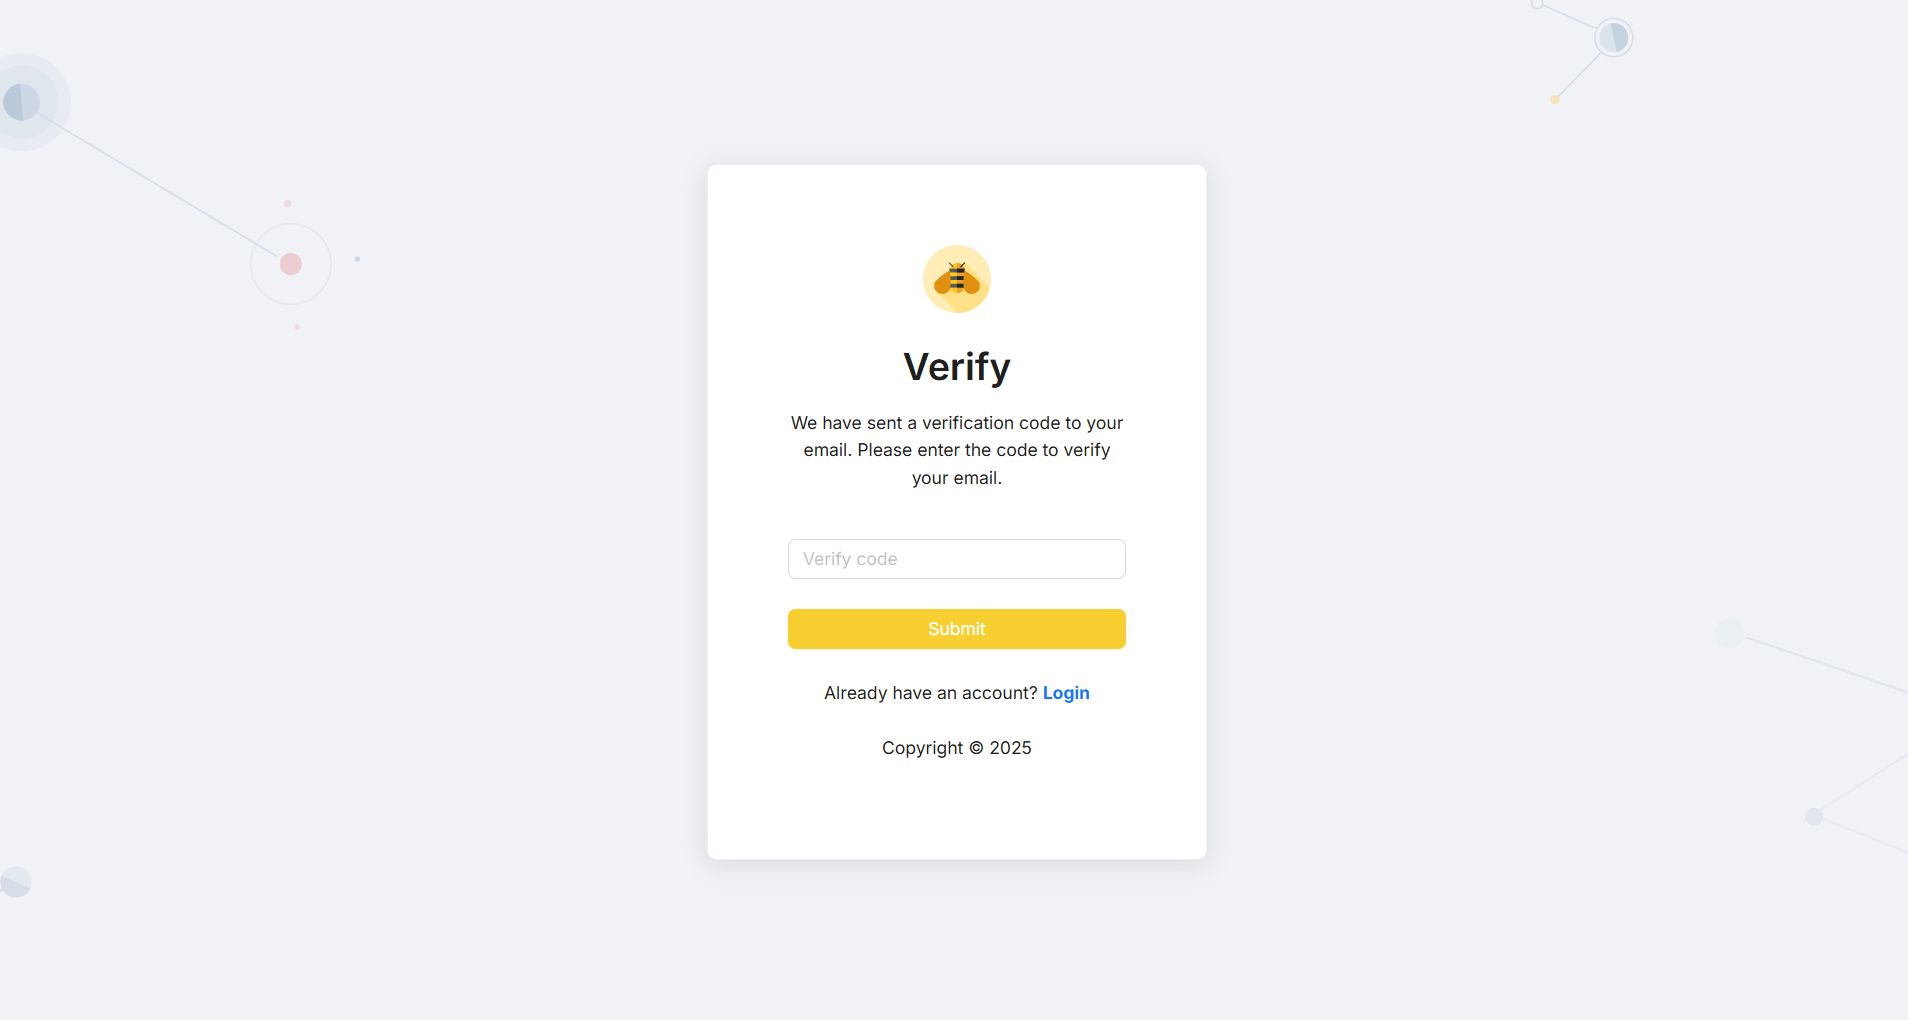 Verify
We have sent a verification code to your
email. Please enter the code to verify
your email.
Verify code
Submit
Already have an account? Login
Copyright © 2025